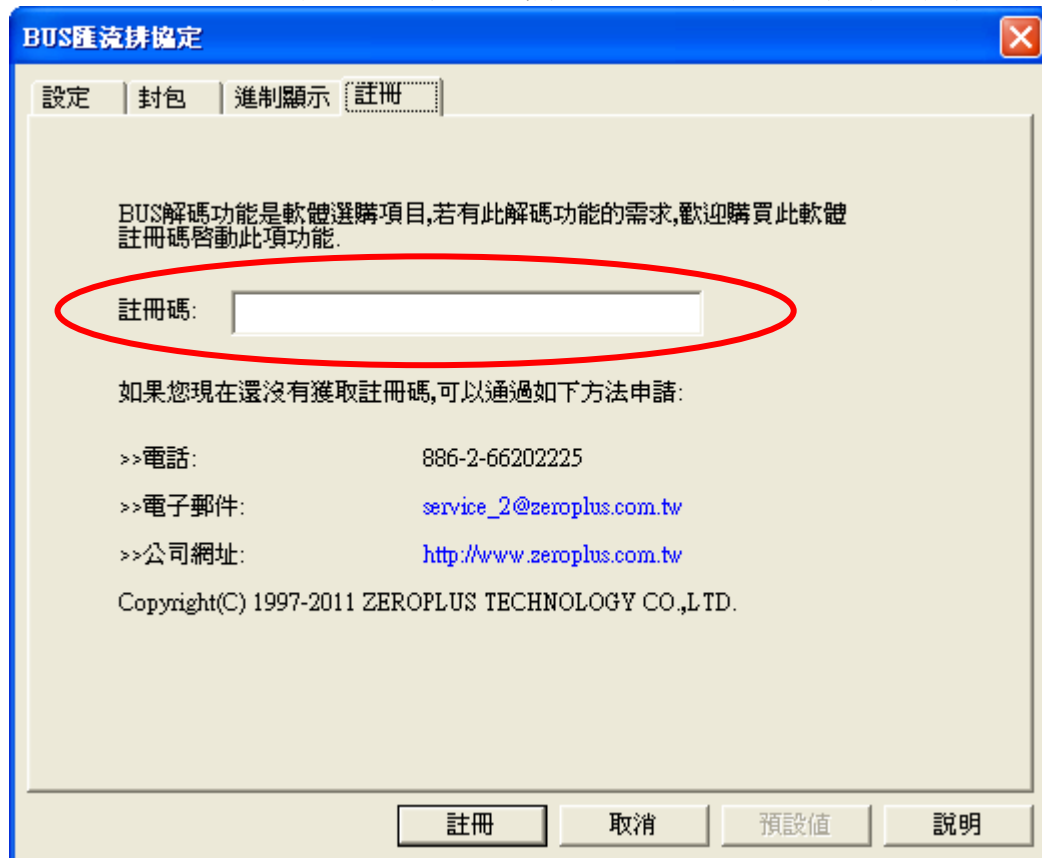 BUS匯流排協定
設定 封包 進制顯示 註冊
BUS解碼功能是軟體選購項目,若有此解碼功能的需求,歡迎購買此軟體
註冊碼啓動此項功能.
註冊碼:
如果您現在還沒有獲取註冊碼,可以通過如下方法申請:
>>電話: 886-2-66202225
>>電子郵件: service_2@zeroplus.com.tw
>>公司網址: http://www.zeroplus.com.tw
Copyright(C) 1997-2011 ZEROPLUS TECHNOLOGY CO.,LTD.
註冊 取消 預設值 說明